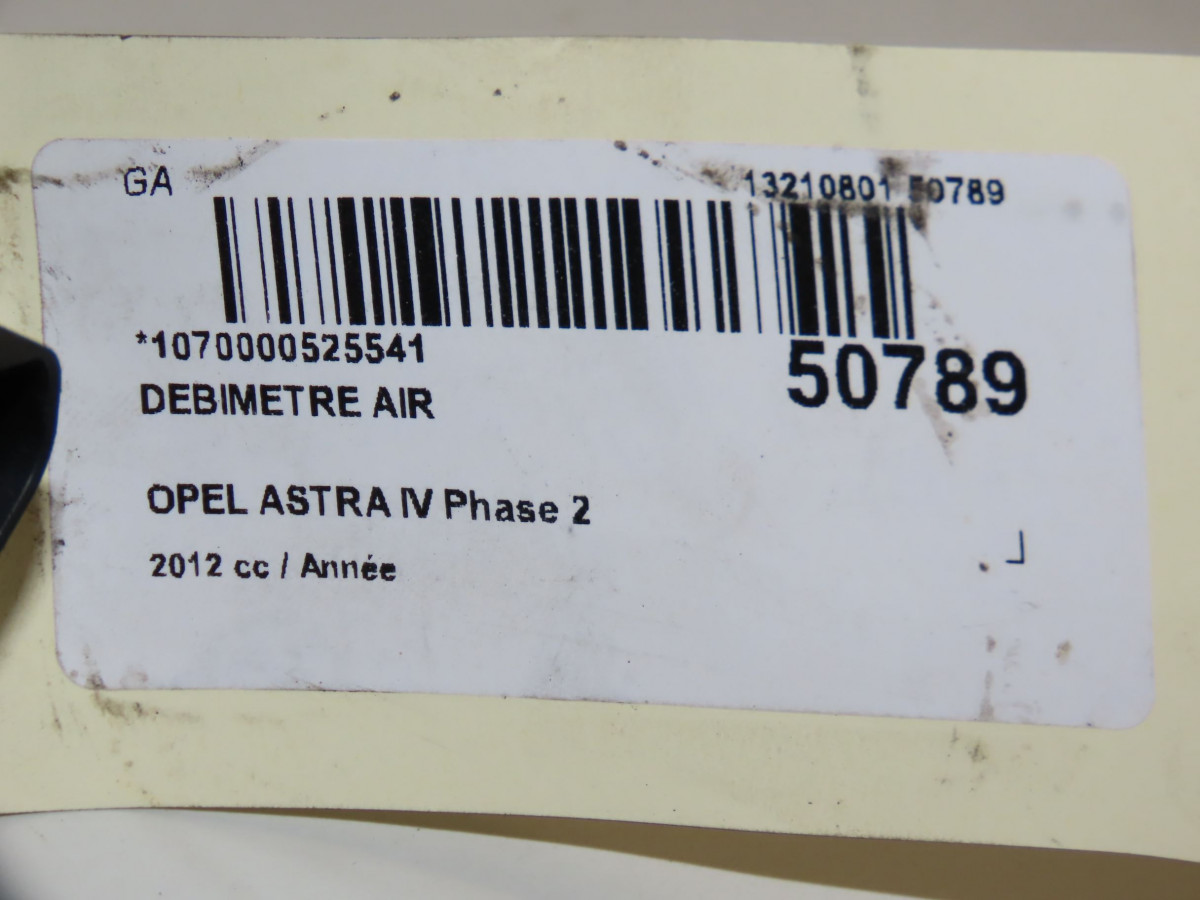 GA
13210801 50789
*1070000525541
50789
DEBIMETRE AIR
OPEL ASTRA IV Phase 2
2012 cc / Année